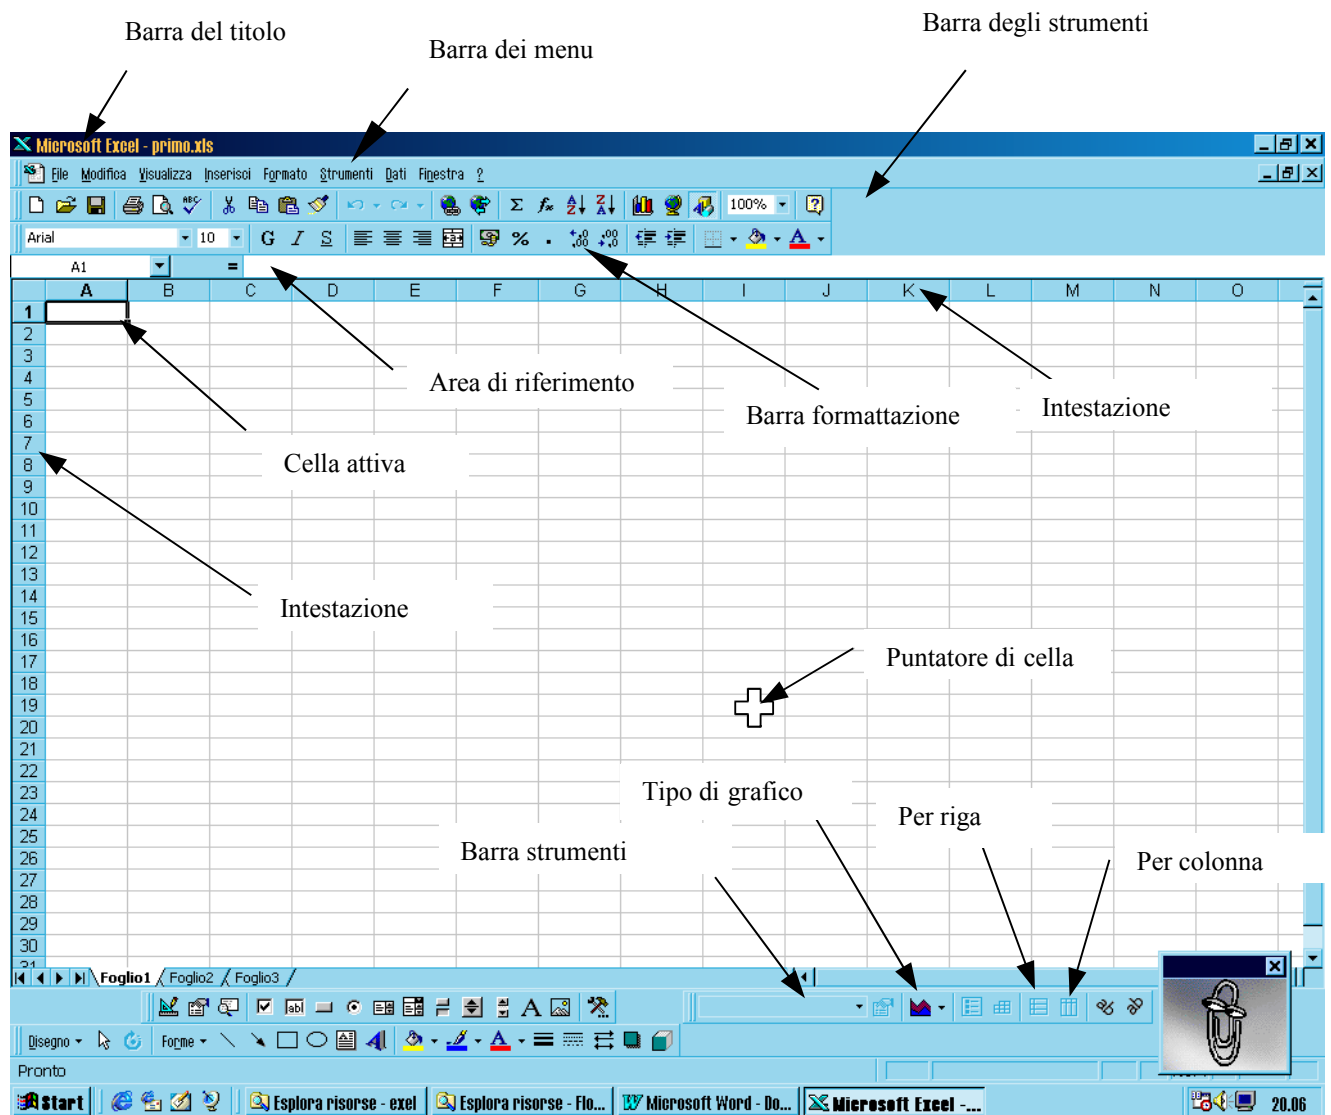 Barra del titolo
Barra dei menu
Barra degli strumenti
Microsoft Excel - primo.xls
File Modifica Visualizza Inserisci Formato Strumenti Dati Finestra ?
ABC 100%
Arial 10 G I S %
A1 =
A B C D E F G H I J K L M N O
1
2
3
4
5
6
7
8
9
10
11
12
13
14
15
16
17
18
19
20
21
22
23
24
25
26
27
28
29
30
31
Area di riferimento
Barra formattazione
Intestazione
Cella attiva
Intestazione
Puntatore di cella
Tipo di grafico
Per riga
Barra strumenti
Per colonna
Foglio1 Foglio2 Foglio3
Disegno Forme
Pronto
Start Esplora risorse - exel Esplora risorse - Flo... Microsoft Word - Do... Microsoft Excel -... 20.06